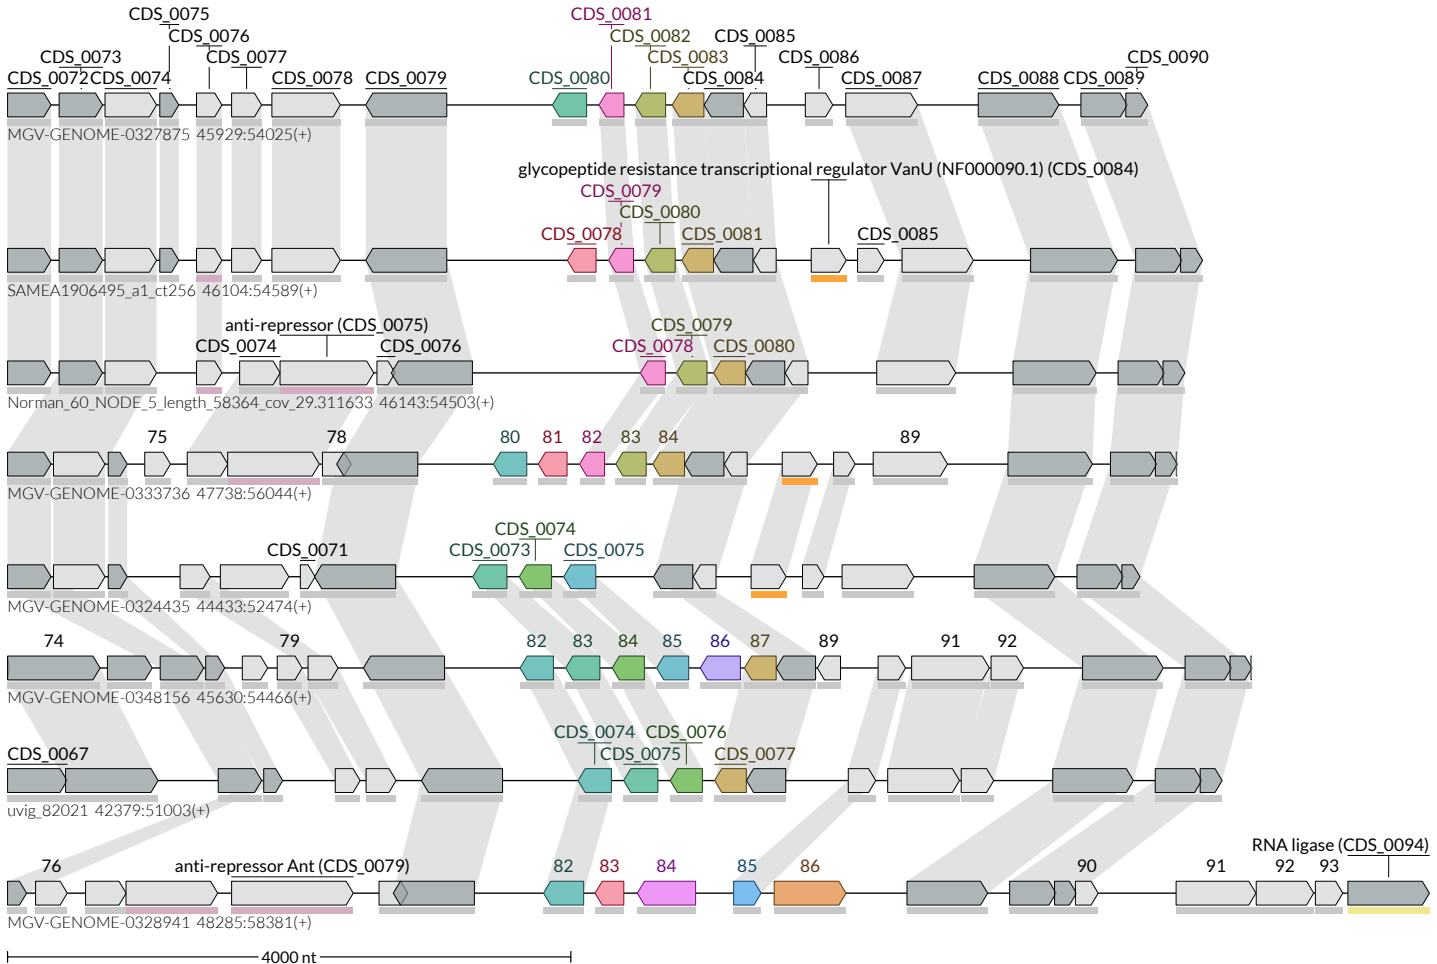 CDS_0075 CDS_0081
CDS_0076 CDS_0082 CDS_0085
CDS_0073 CDS_0077 CDS_0083 CDS_0086 CDS_0090
CDS_0072 CDS_0074 CDS_0078 CDS_0079 CDS_0080 CDS_0084 CDS_0087 CDS_0088 CDS_0089
MGV-GENOME-0327875 45929:54025(+)
glycopeptide resistance transcriptional regulator VanU (NF000090.1) (CDS_0084)
CDS_0079
CDS_0080
CDS_0078 CDS_0081 CDS_0085
SAMEA1906495_a1_ct256 46104:54589(+)
anti-repressor (CDS_0075) CDS_0079
CDS_0074 CDS_0076 CDS_0078 CDS_0080
Norman_60_NODE_5_length_58364_cov_29.311633 46143:54503(+)
75 78 80 81 82 83 84 89
MGV-GENOME-0333736 47738:56044(+)
CDS_0074
CDS_0071 CDS_0073 CDS_0075
MGV-GENOME-0324435 44433:52474(+)
74 79 82 83 84 85 86 87 89 91 92
MGV-GENOME-0348156 45630:54466(+)
CDS_0074 CDS_0076
CDS_0067 CDS_0075 CDS_0077
uvig_82021 42379:51003(+)
RNA ligase (CDS_0094)
76 anti-repressor Ant (CDS_0079) 82 83 84 85 86 90 91 92 93
MGV-GENOME-0328941 48285:58381(+)
4000 nt